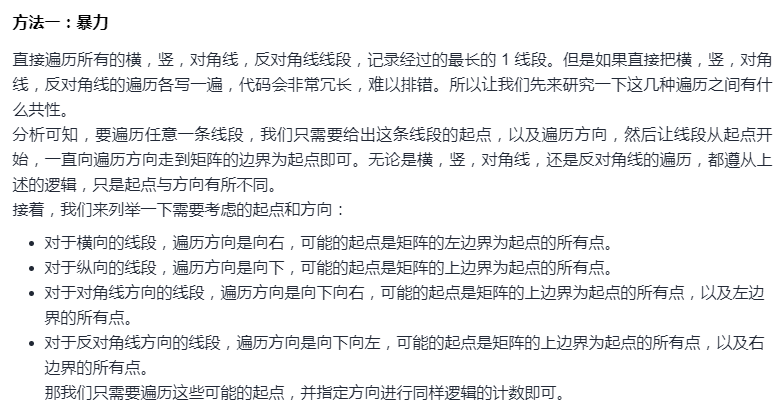 方法一：暴力
直接遍历所有的横，竖，对角线，反对角线线段，记录经过的最长的 1 线段。但是如果直接把横，竖，对角
线，反对角线的遍历各写一遍，代码会非常冗长，难以排错。所以让我们先来研究一下这几种遍历之间有什
么共性。
分析可知，要遍历任意一条线段，我们只需要给出这条线段的起点，以及遍历方向，然后让线段从起点开
始，一直向遍历方向走到矩阵的边界为起点即可。无论是横，竖，对角线，还是反对角线的遍历，都遵从上
述的逻辑，只是起点与方向有所不同。
接着，我们来列举一下需要考虑的起点和方向：
• 对于横向的线段，遍历方向是向右，可能的起点是矩阵的左边界为起点的所有点。
• 对于纵向的线段，遍历方向是向下，可能的起点是矩阵的上边界为起点的所有点。
• 对于对角线方向的线段，遍历方向是向下向右，可能的起点是矩阵的上边界为起点的所有点，以及左边
界的所有点。
• 对于反对角线方向的线段，遍历方向是向下向左，可能的起点是矩阵的上边界为起点的所有点，以及右
边界的所有点。
那我们只需要遍历这些可能的起点，并指定方向进行同样逻辑的计数即可。